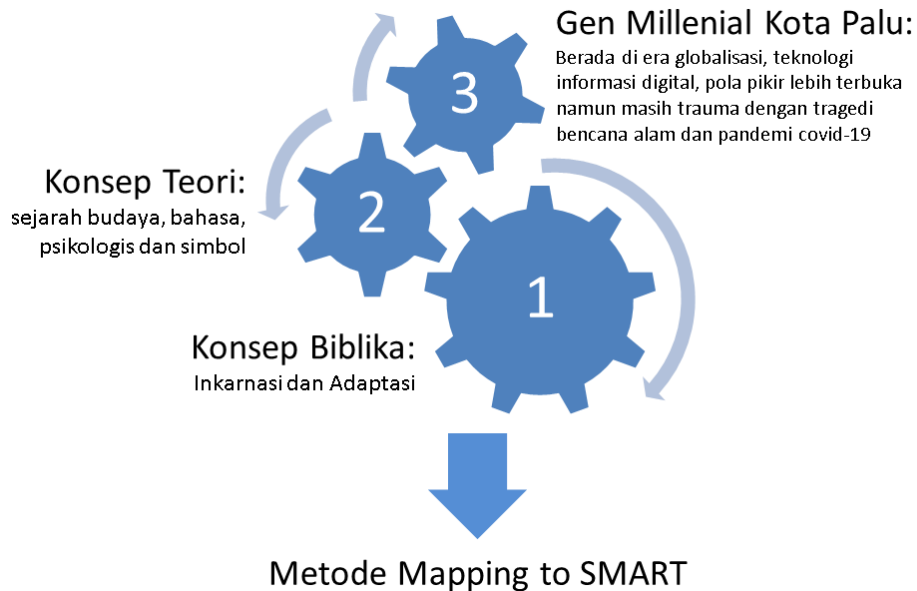 Gen Millenial Kota Palu:
Berada di era globalisasi, teknologi
informasi digital, pola pikir lebih terbuka
namun masih trauma dengan tragedi
bencana alam dan pandemi covid-19
3
Konsep Teori:
sejarah budaya, bahasa,
psikologis dan simbol
2
1
Konsep Biblika:
Inkarnasi dan Adaptasi
Metode Mapping to SMART